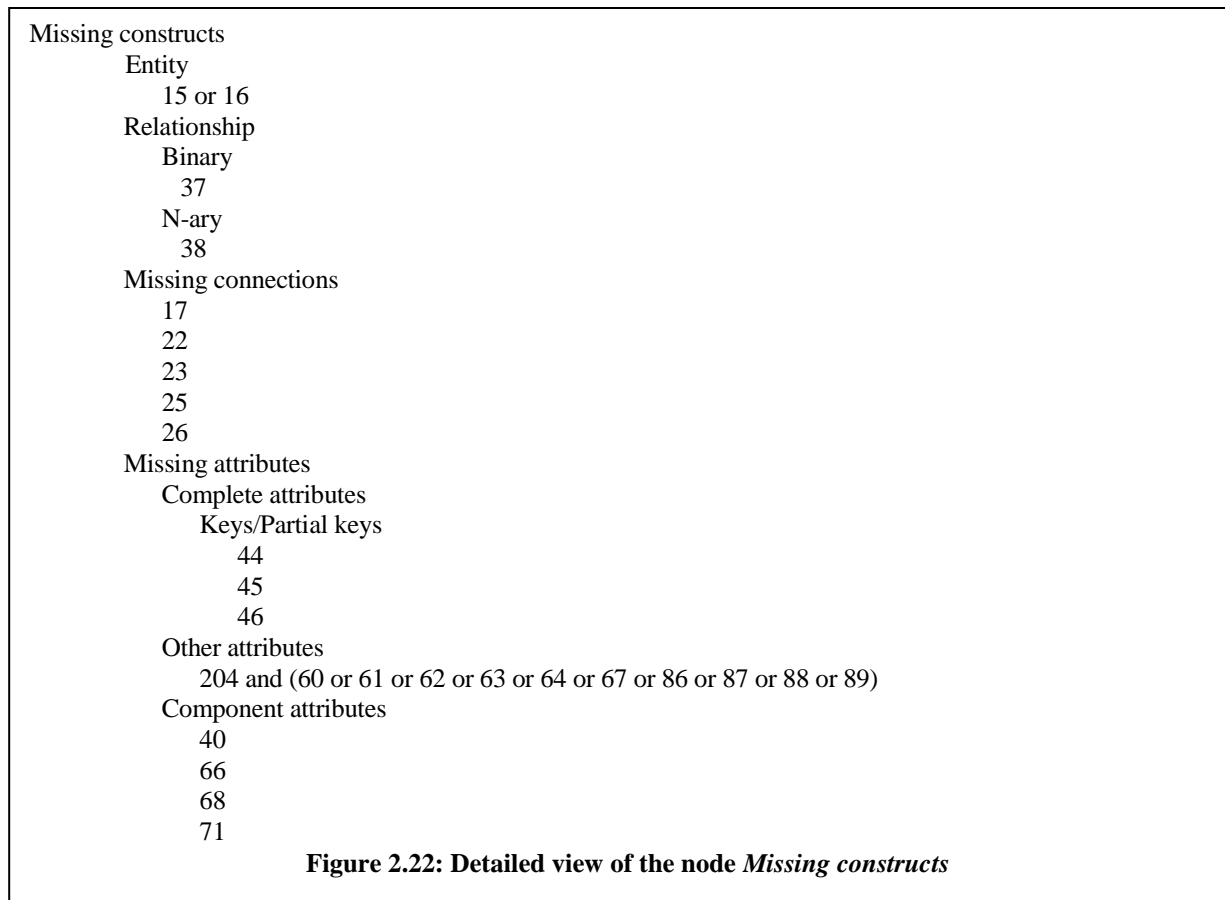 Missing constructs
Entity
15 or 16
Relationship
Binary
37
N-ary
38
Missing connections
17
22
23
25
26
Missing attributes
Complete attributes
Keys/Partial keys
44
45
46
Other attributes
204 and (60 or 61 or 62 or 63 or 64 or 67 or 86 or 87 or 88 or 89)
Component attributes
40
66
68
71
Figure 2.22: Detailed view of the node Missing constructs